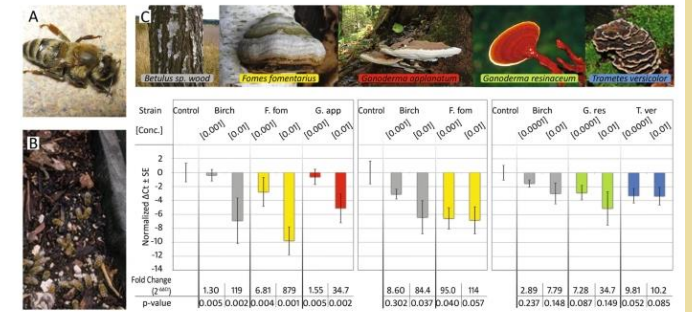 A
B
C
Betulus sp. wood
Fomes fomentarius
Ganoderma applanatum
Ganoderma resinaceum
Trametes versicolor
Strain Control Birch F. fom G. app Control Birch F. fom Control Birch G. res T. ver
[Conc.] [0.001] [0.01] [0.0001] [0.01] [0.0001] [0.01] [0.001] [0.01] [0.001] [0.01] [0.0001] [0.01] [0.0001] [0.01] [0.0001] [0.01]
Normalized ΔCt ± SE
2
0
-2
-4
-6
-8
-10
-12
-14
Fold Change
(2^-ΔΔCt) 1.30 119 6.81 879 1.55 34.7 8.60 84.4 95.0 114 2.89 7.79 7.28 34.7 9.81 10.2
p-value 0.005 0.002 0.004 0.001 0.005 0.002 0.302 0.037 0.040 0.057 0.237 0.148 0.087 0.149 0.052 0.085